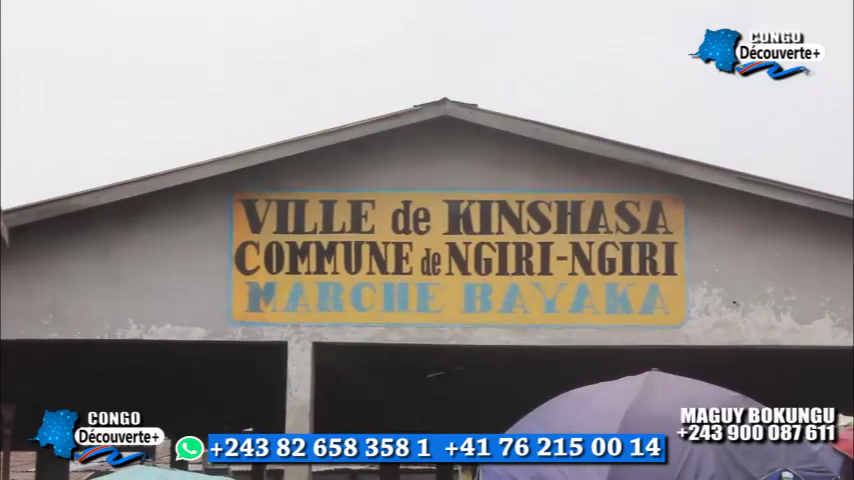 CONGO
Découverte+
VILLE de KINSHASA
COMMUNE de NGIRI-NGIRI
MARCHE BAYAKA
MAGUY BOKUNGU
+243 900 087 611
CONGO
Découverte+
+243 82 658 358 1 +41 76 215 00 14